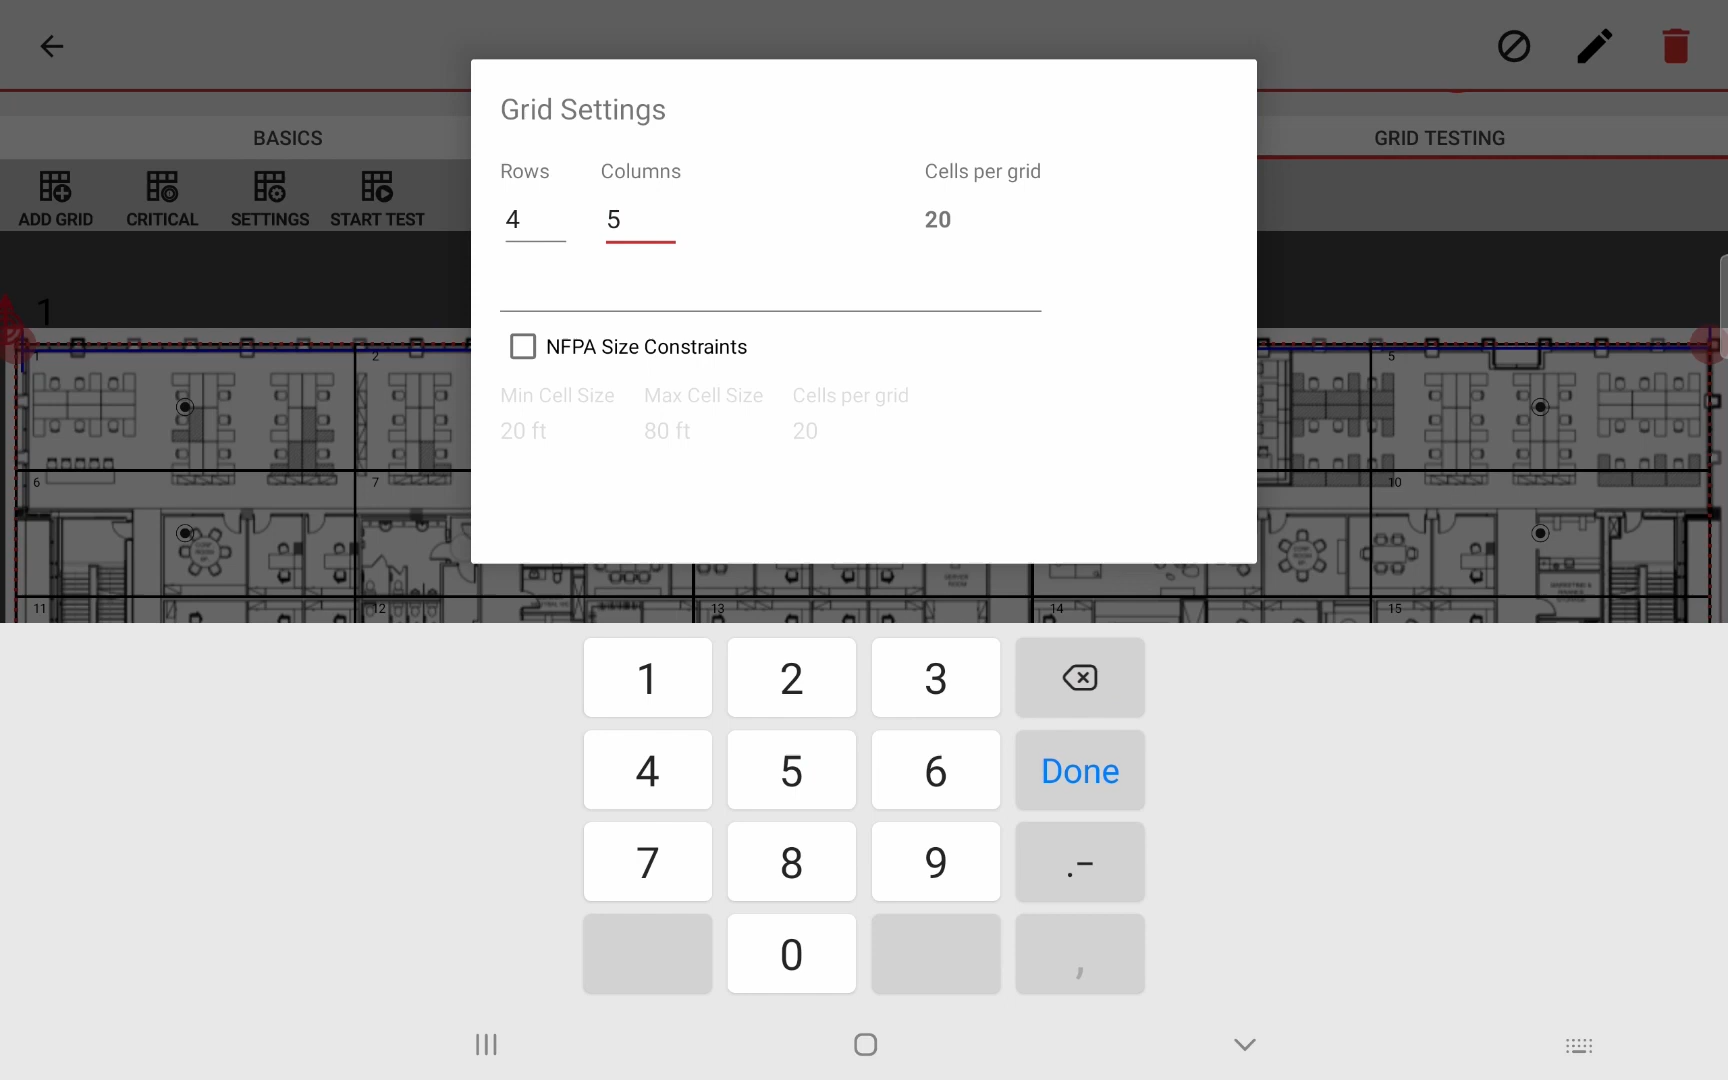 Grid Settings
BASICS
GRID TESTING
Rows Columns Cells per grid
ADD GRID CRITICAL SETTINGS START TEST
4 5 20
1
NFPA Size Constraints
1 2 5
Min Cell Size Max Cell Size Cells per grid
20 ft 80 ft 20
6 7 10
11 12 13 14 15
1 2 3
4 5 6 Done
7 8 9 .-
0 ,